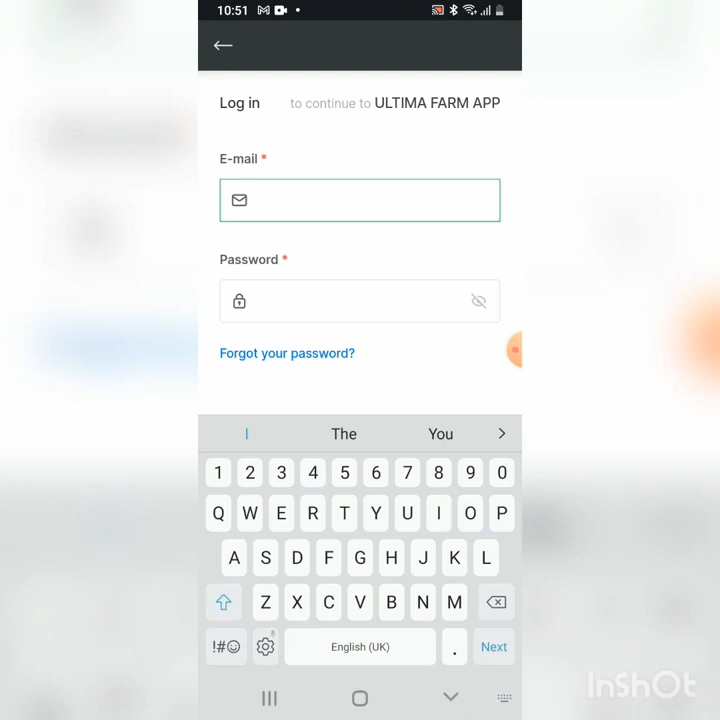 10:51
Log in to continue to ULTIMA FARM APP
E-mail *
Password *
Forgot your password?
I The You
1 2 3 4 5 6 7 8 9 0
Q W E R T Y U I O P
A S D F G H J K L
Z X C V B N M
!#☺ English (UK) . Next
InShOt